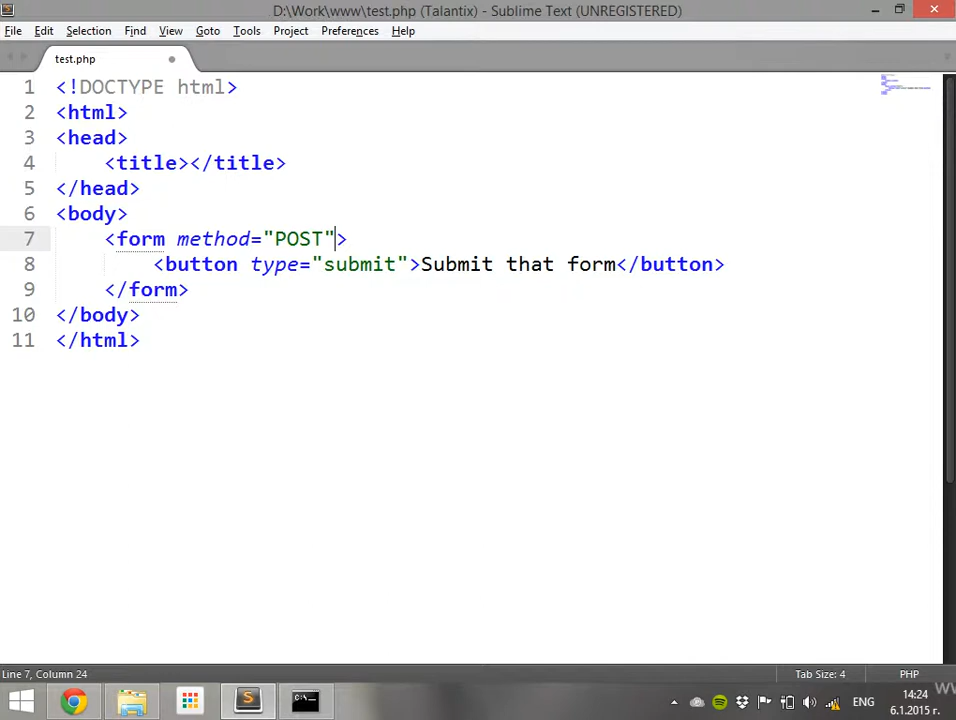 D:\Work\www\test.php (Talantix) - Sublime Text (UNREGISTERED)
File Edit Selection Find View Goto Tools Project Preferences Help
test.php
1 <!DOCTYPE html>
2 <html>
3 <head>
4 <title></title>
5 </head>
6 <body>
7 <form method="POST">
8 <button type="submit">Submit that form</button>
9 </form>
10 </body>
11 </html>
Line 7, Column 24 Tab Size: 4 PHP
ЕНГ 14:24
6.1.2015 г.